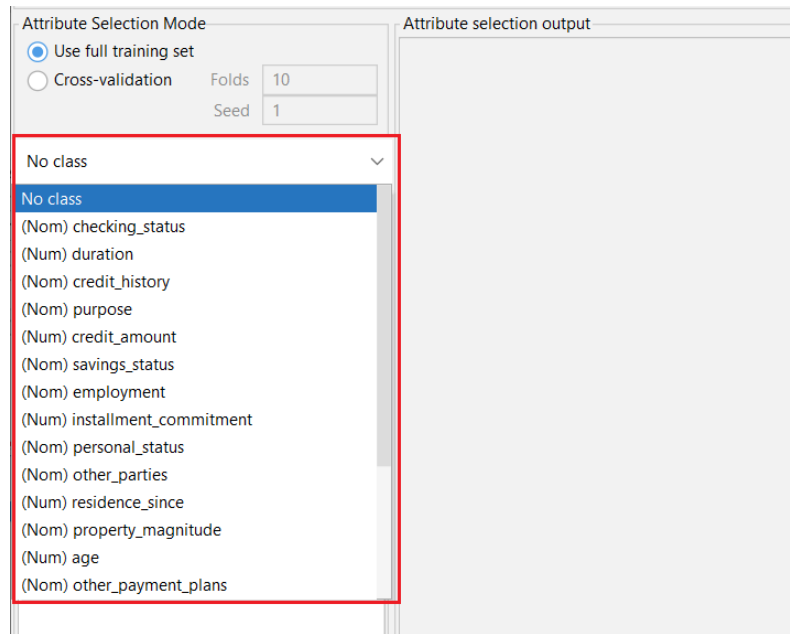 Attribute Selection Mode
Use full training set
Cross-validation Folds 10
Seed 1
No class
No class
(Nom) checking_status
(Num) duration
(Nom) credit_history
(Nom) purpose
(Num) credit_amount
(Nom) savings_status
(Nom) employment
(Num) installment_commitment
(Nom) personal_status
(Nom) other_parties
(Num) residence_since
(Nom) property_magnitude
(Num) age
(Nom) other_payment_plans
Attribute selection output